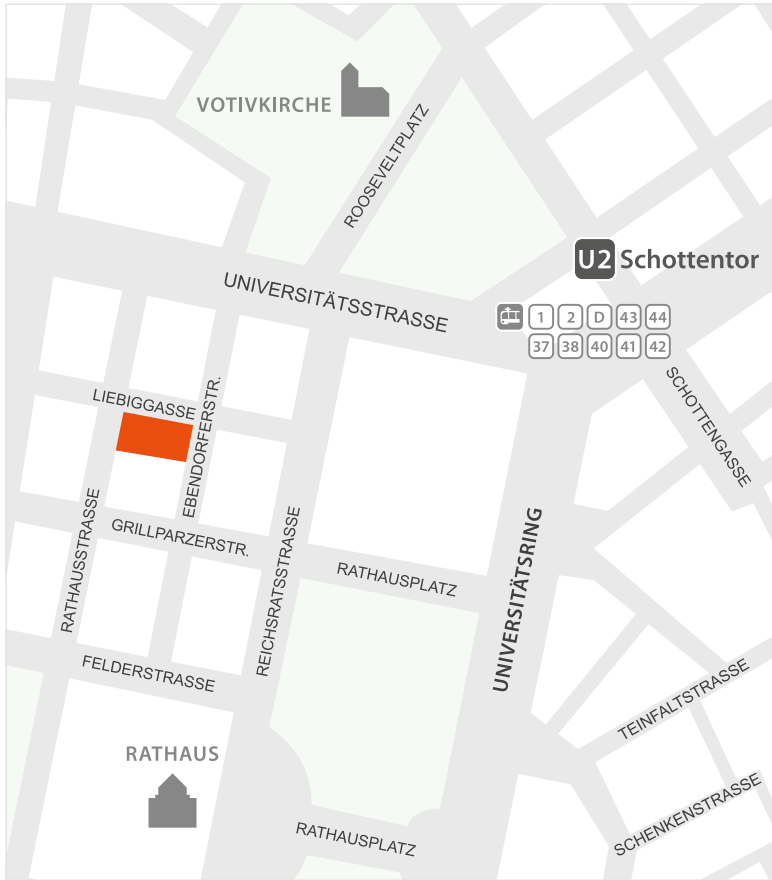 VOTIVKIRCHE
ROOSEVELTPLATZ
U2 Schottentor
UNIVERSITÄTSSTRASSE
1 2 D 43 44
37 38 40 41 42
SCHOTTENGASSE
LIEBIGGASSE
EBENDORFERSTR.
RATHAUSSTRASSE
GRILLPARZERSTR.
REICHSRATSSTRASSE
RATHAUSPLATZ
UNIVERSITÄTSRING
FELDERSTRASSE
TEINFALTSTRASSE
RATHAUS
SCHENKENSTRASSE
RATHAUSPLATZ